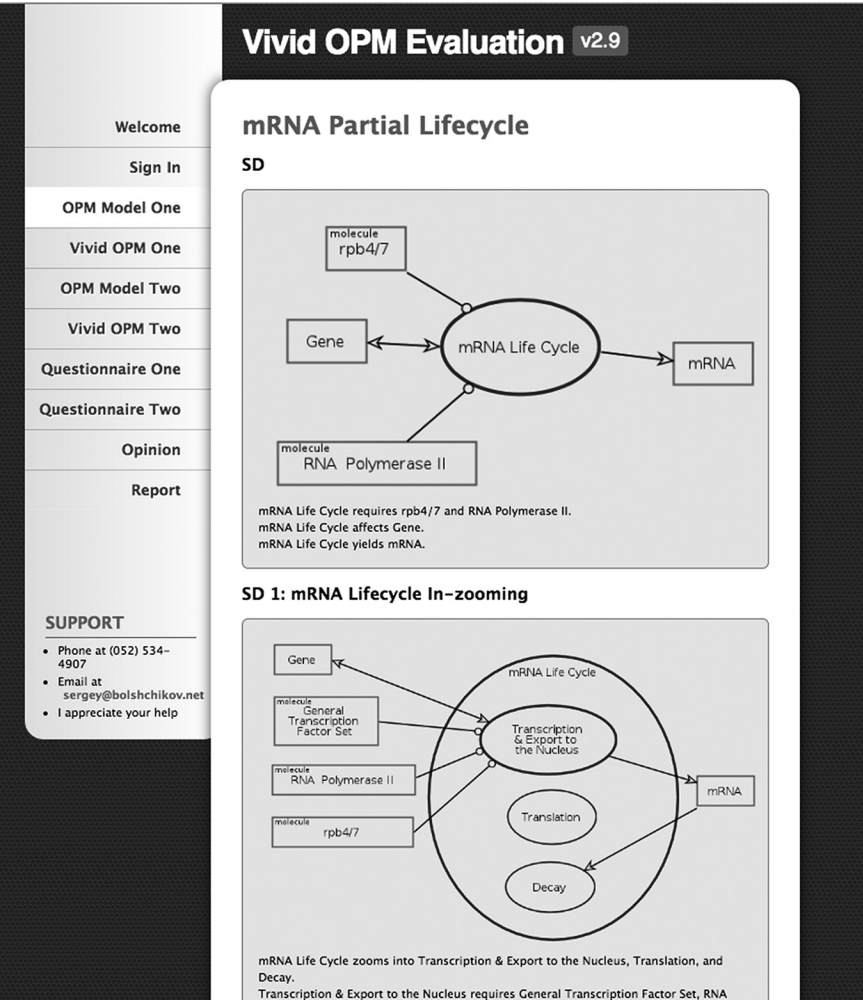 Vivid OPM Evaluation v2.9
Welcome
Sign In
OPM Model One
Vivid OPM One
OPM Model Two
Vivid OPM Two
Questionnaire One
Questionnaire Two
Opinion
Report
SUPPORT
• Phone at (052) 534-
4907
• Email at
sergey@bolshchikov.net
• I appreciate your help
mRNA Partial Lifecycle
SD
molecule
rpb4/7
Gene
mRNA Life Cycle
mRNA
molecule
RNA Polymerase II
mRNA Life Cycle requires rpb4/7 and RNA Polymerase II.
mRNA Life Cycle affects Gene.
mRNA Life Cycle yields mRNA.
SD 1: mRNA Lifecycle In-zooming
Gene
mRNA Life Cycle
molecule
General
Transcription
Factor Set
Transcription
& Export to
the Nucleus
molecule
RNA Polymerase II
mRNA
molecule
rpb4/7
Translation
Decay
mRNA Life Cycle zooms into Transcription & Export to the Nucleus, Translation, and
Decay.
Transcription & Export to the Nucleus requires General Transcription Factor Set, RNA